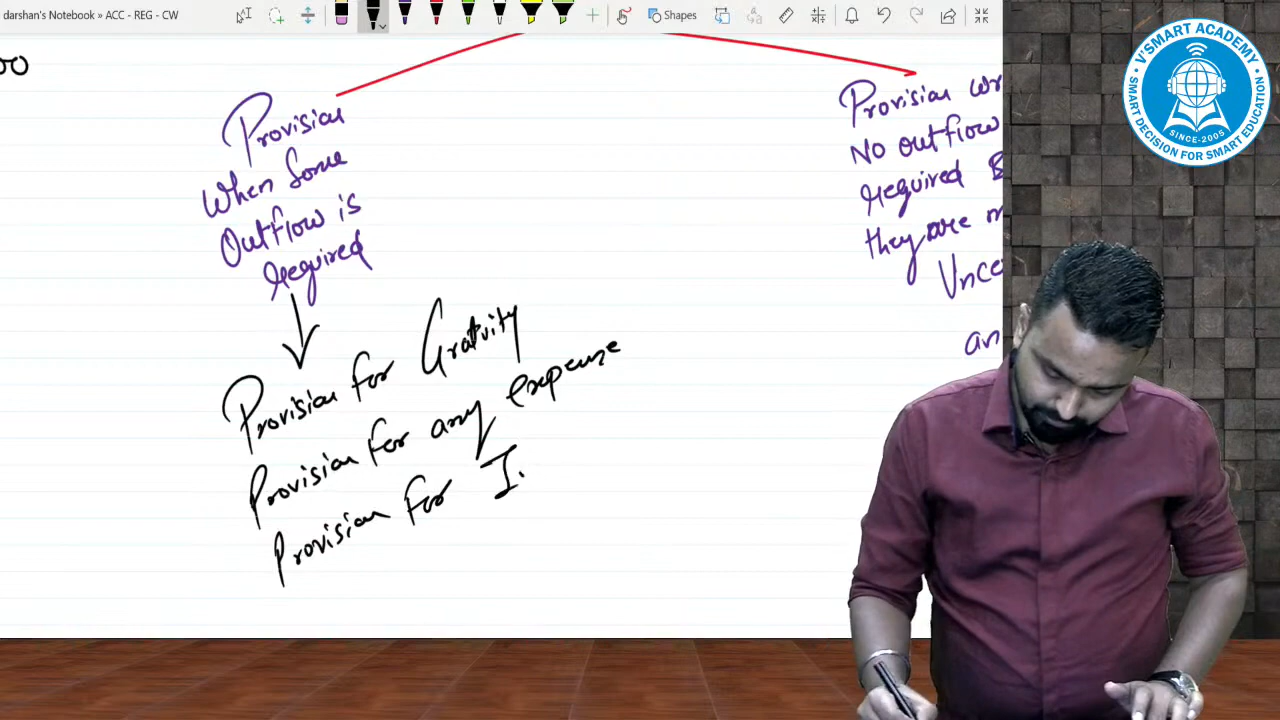 darshan's Notebook » ACC - REG - CW
Shapes
00
Provision
When Some
Outflow is
required
Provision for Gratuity
Provision for any expense
Provision for I.
Provision
No outflow
required
they are
V'SMART ACADEMY
SINCE-2005
SMART DECISION FOR SMART EDUCATION